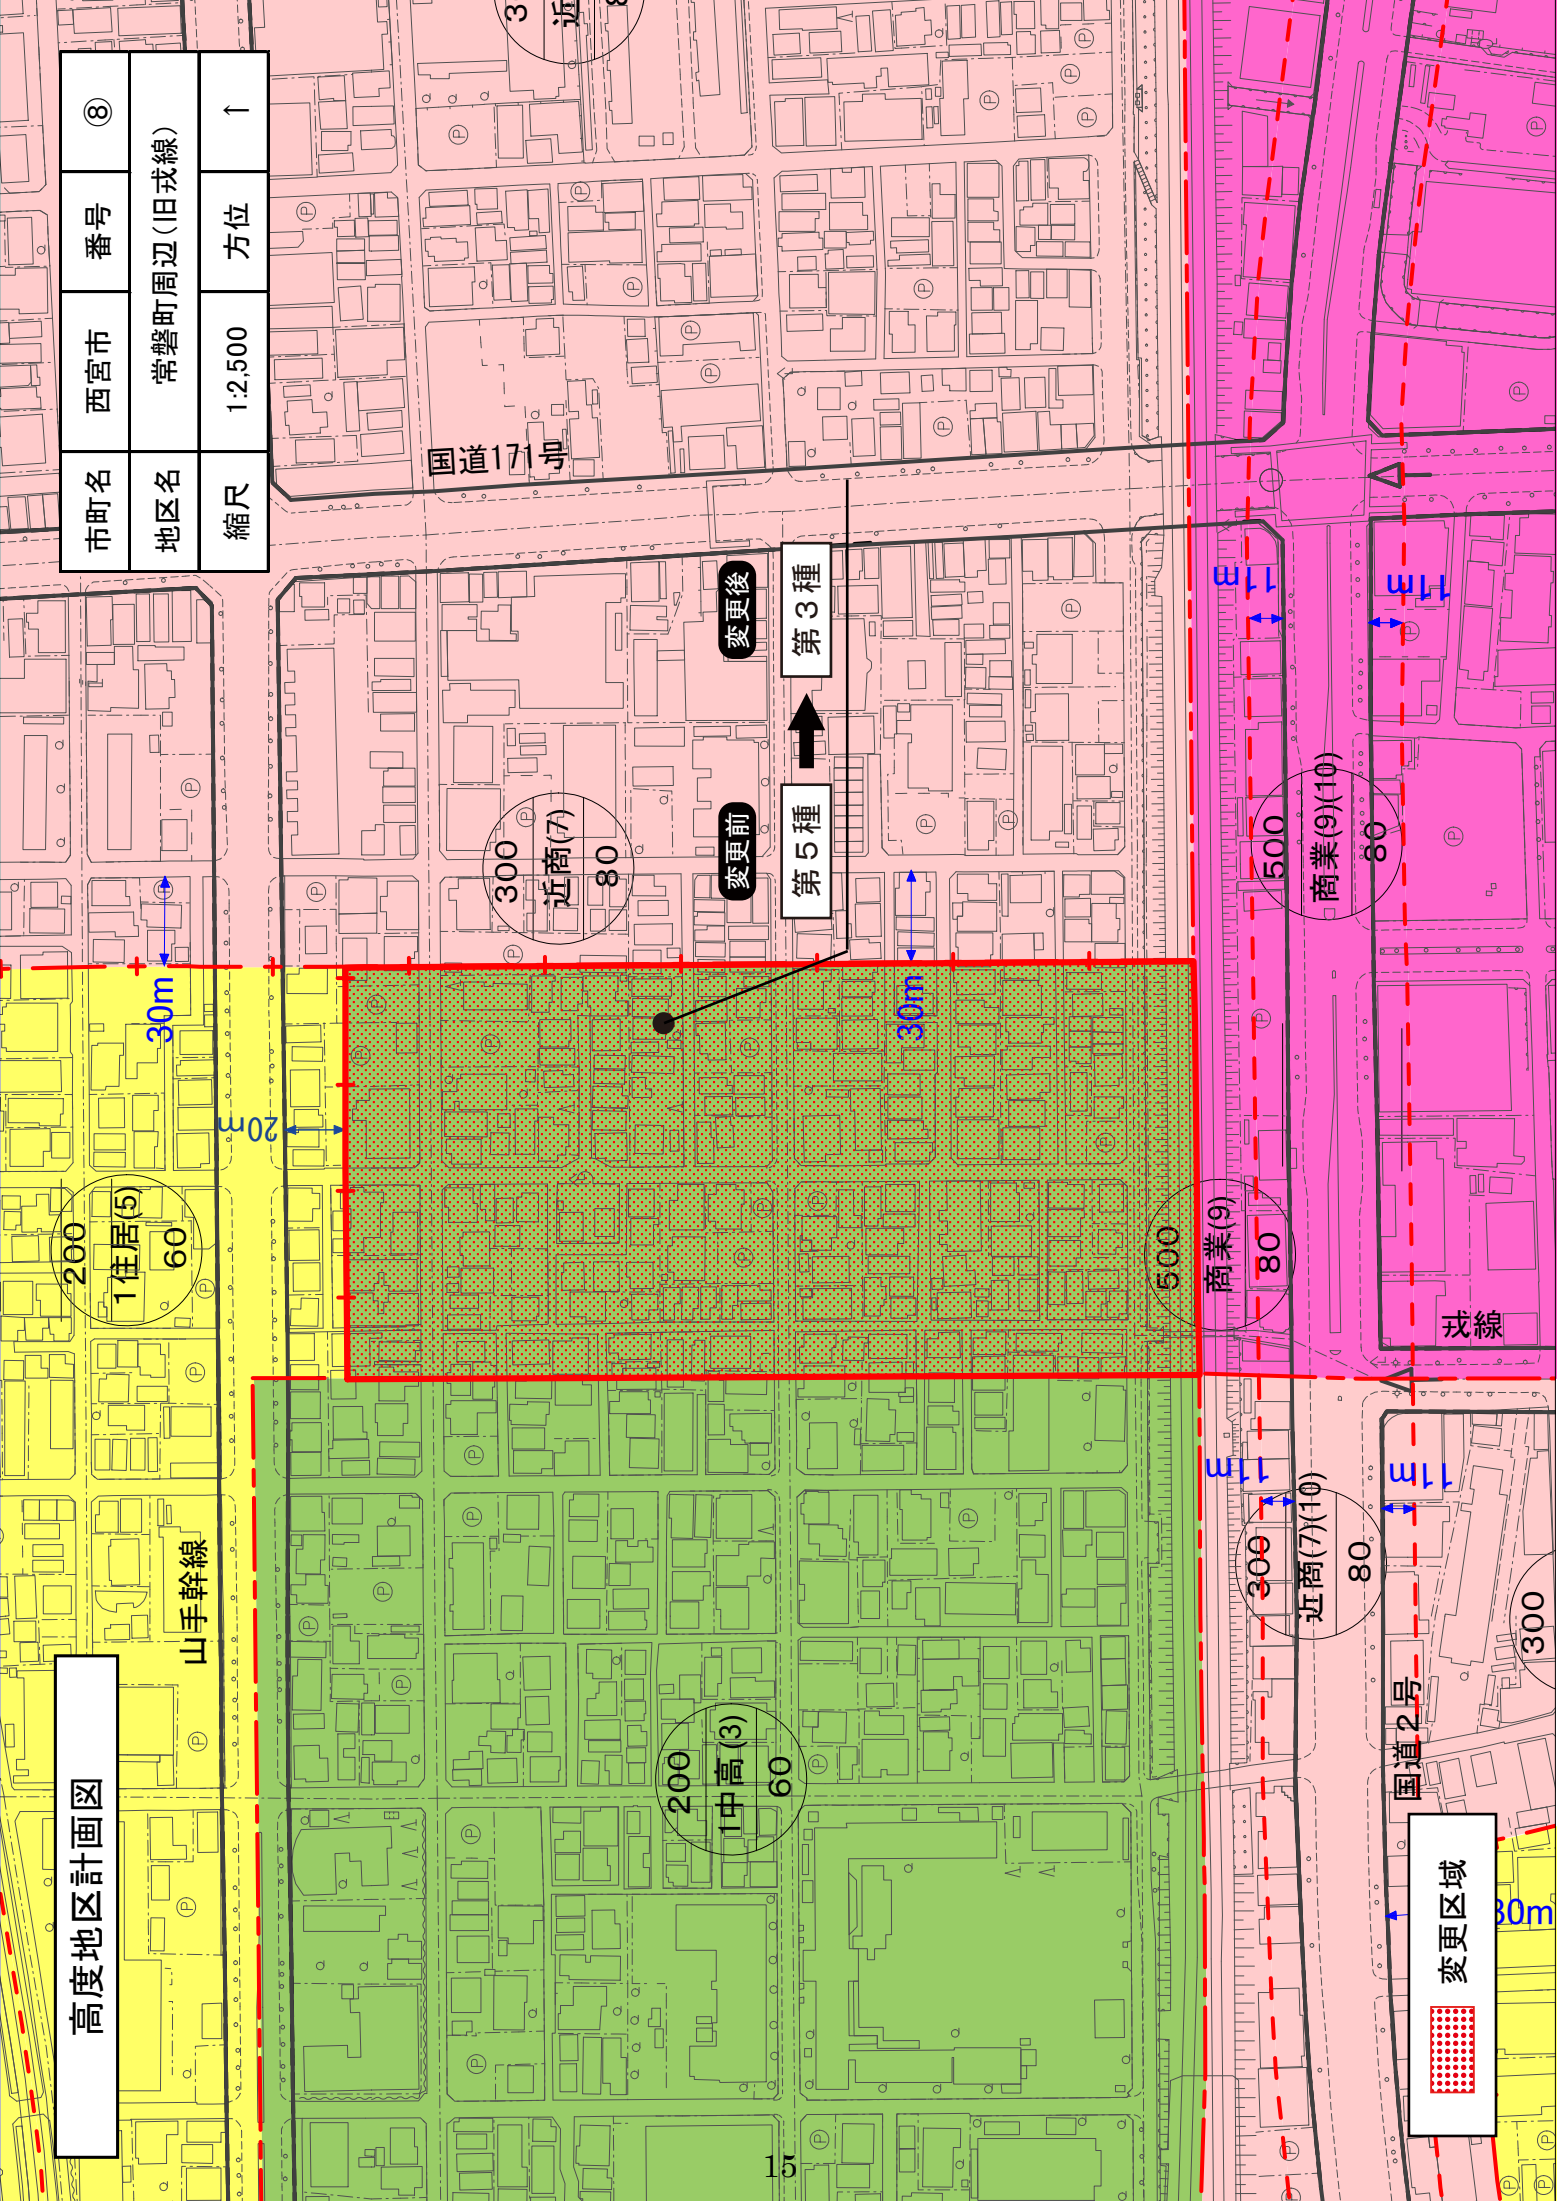 高度地区計画図
市町名 西宮市 番号 ⑧
地区名 常磐町周辺(旧戎線)
縮尺 1:2,500 方位 ↑
山手幹線
200
1住居(5)
60
20m
30m
国道171号
300
近商(7)
80
変更前
変更後
第5種
第3種
30m
200
1中高(3)
60
500
商業(9)
80
500
商業(9)(10)
80
11m
11m
11m
11m
300
近商(7)(10)
80
戎線
国道2号
300
30m
変更区域
15